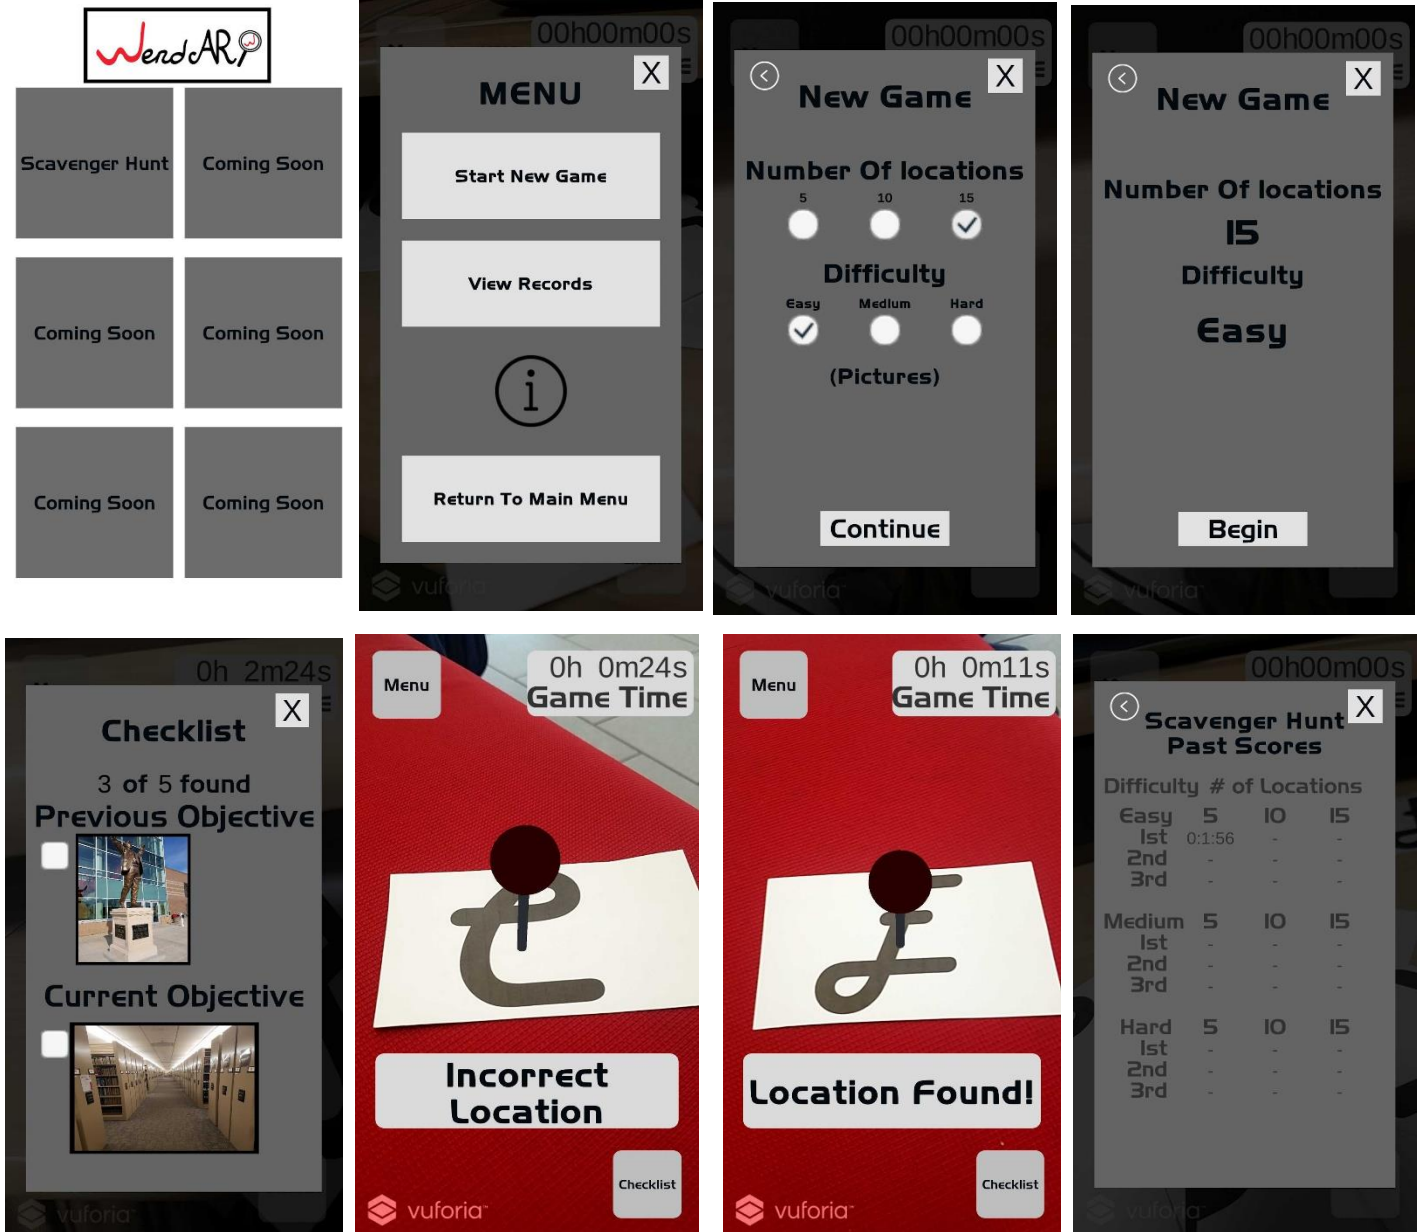 WendAR
Scavenger Hunt
Coming Soon
Coming Soon
Coming Soon
Coming Soon
Coming Soon
00h00m00s
X
MENU
Start New Game
View Records
i
Return To Main Menu
vuforia
00h00m00s
<
X
New Game
Number Of locations
5 10 15
Difficulty
Easy Medium Hard
(Pictures)
Continue
vuforia
00h00m00s
<
X
New Game
Number Of locations
15
Difficulty
Easy
Begin
vuforia
0h 2m24s
X
Checklist
3 of 5 found
Previous Objective
Current Objective
vuforia
Menu
0h 0m24s
Game Time
Incorrect
Location
Checklist
vuforia™
Menu
0h 0m11s
Game Time
Location Found!
Checklist
vuforia™
00h00m00s
<
X
Scavenger Hunt
Past Scores
Difficulty # of Locations
Easy 5 10 15
1st 0:1:56 - -
2nd - - -
3rd - - -
Medium 5 10 15
1st - - -
2nd - - -
3rd - - -
Hard 5 10 15
1st - - -
2nd - - -
3rd - - -
vuforia